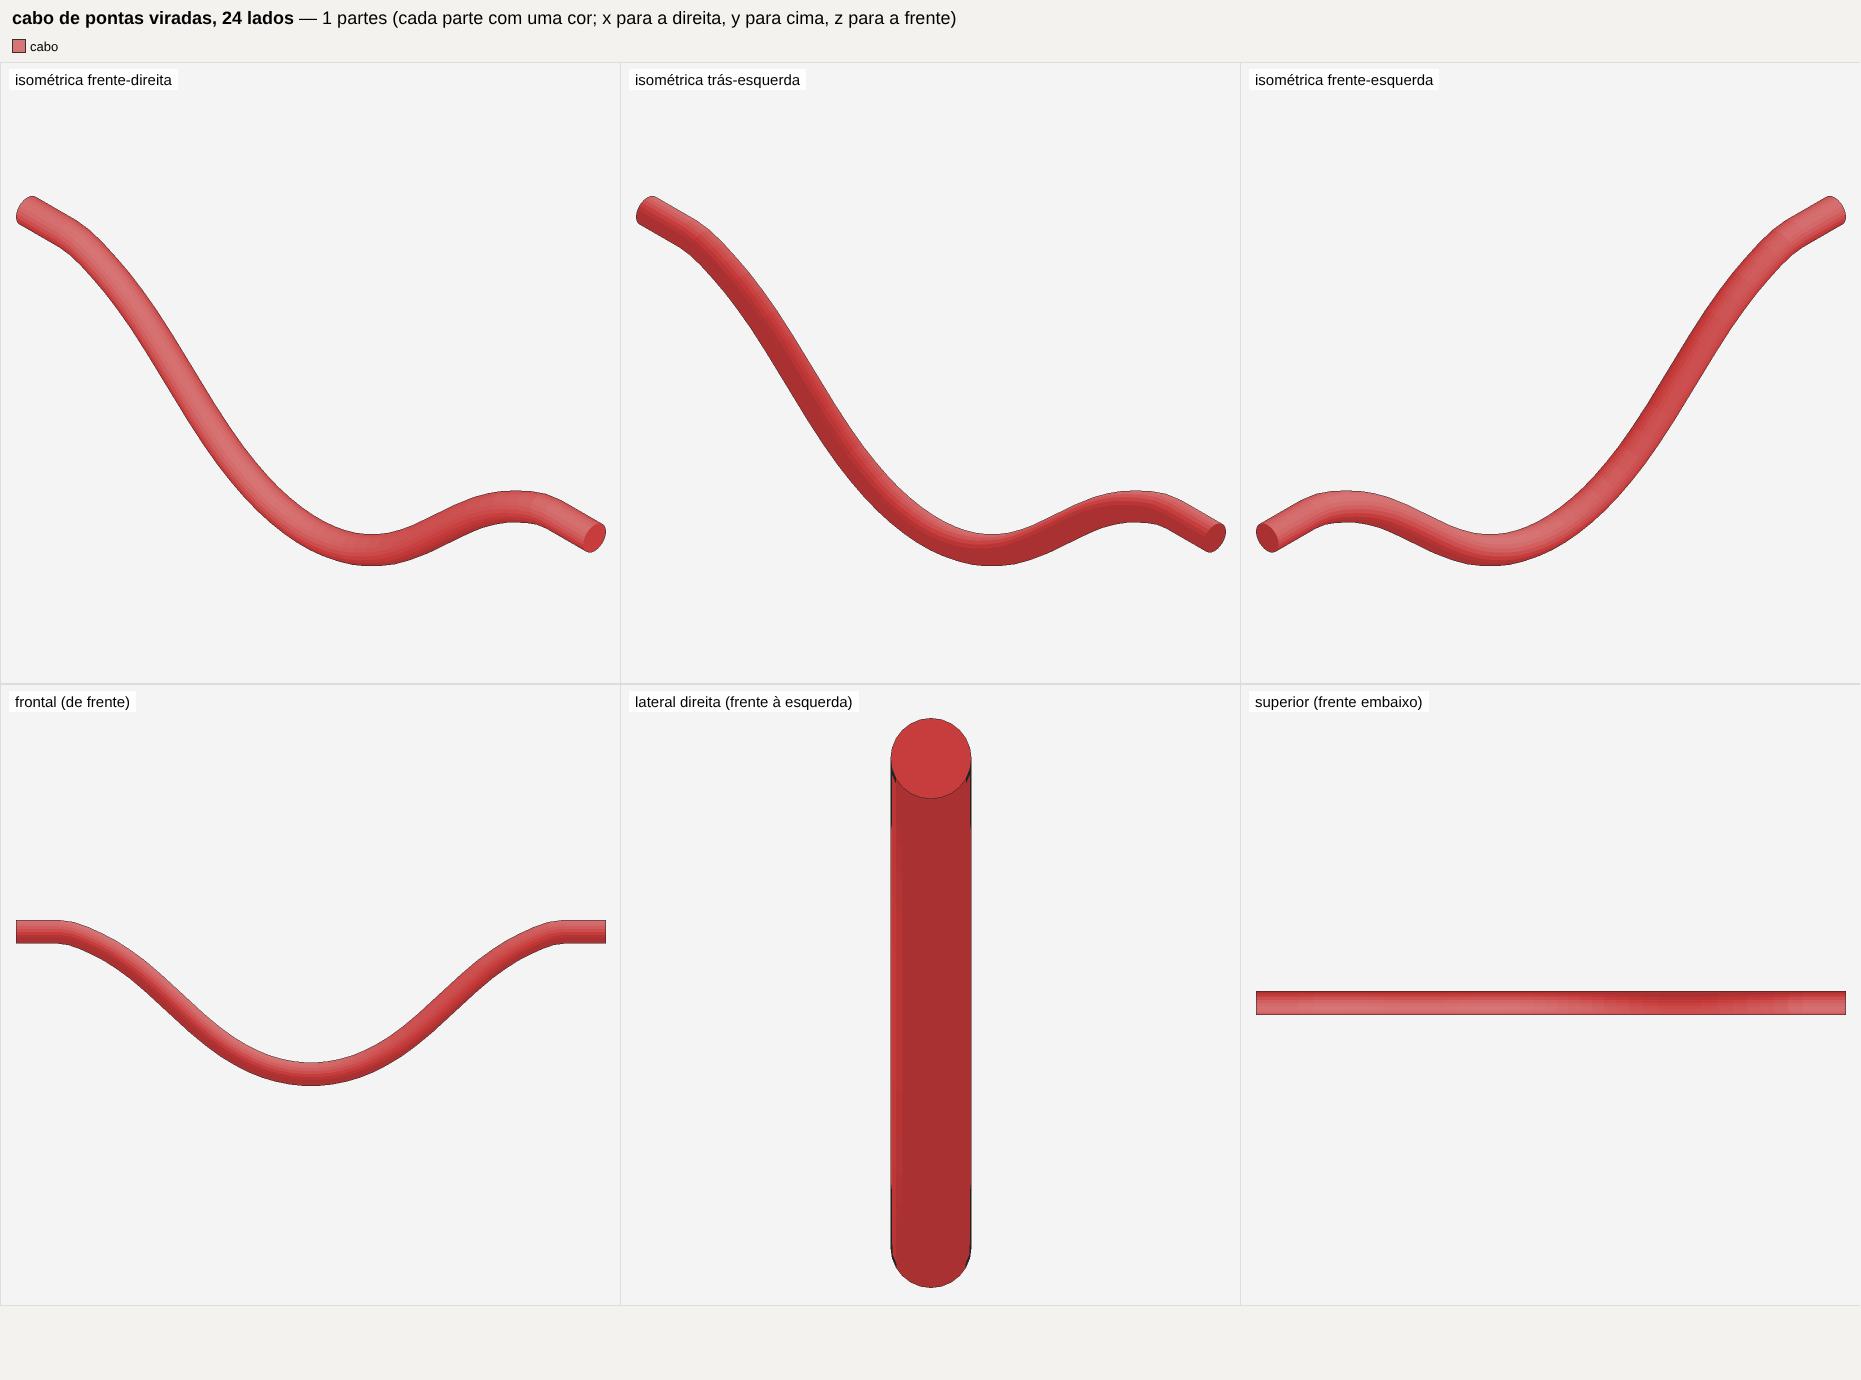 cabo de pontas viradas, 24 lados — 1 partes (cada parte com uma cor; x para a direita, y para cima, z para a frente)
cabo
isométrica frente-direita
isométrica trás-esquerda
isométrica frente-esquerda
frontal (de frente)
lateral direita (frente à esquerda)
superior (frente embaixo)